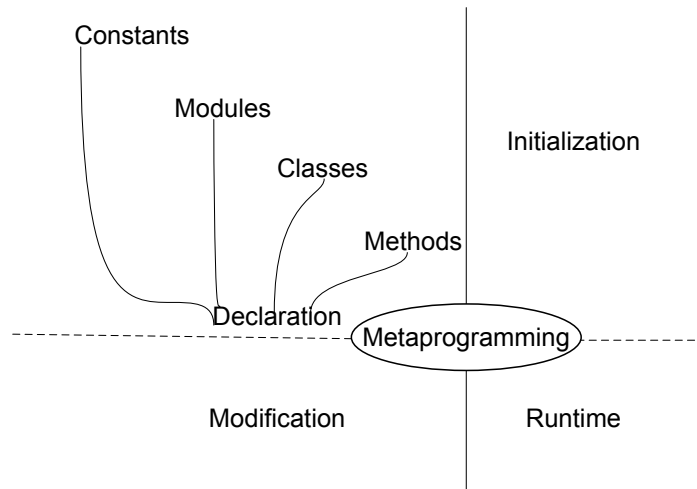 Constants
Modules
Initialization
Classes
Methods
Declaration
Metaprogramming
Modification
Runtime